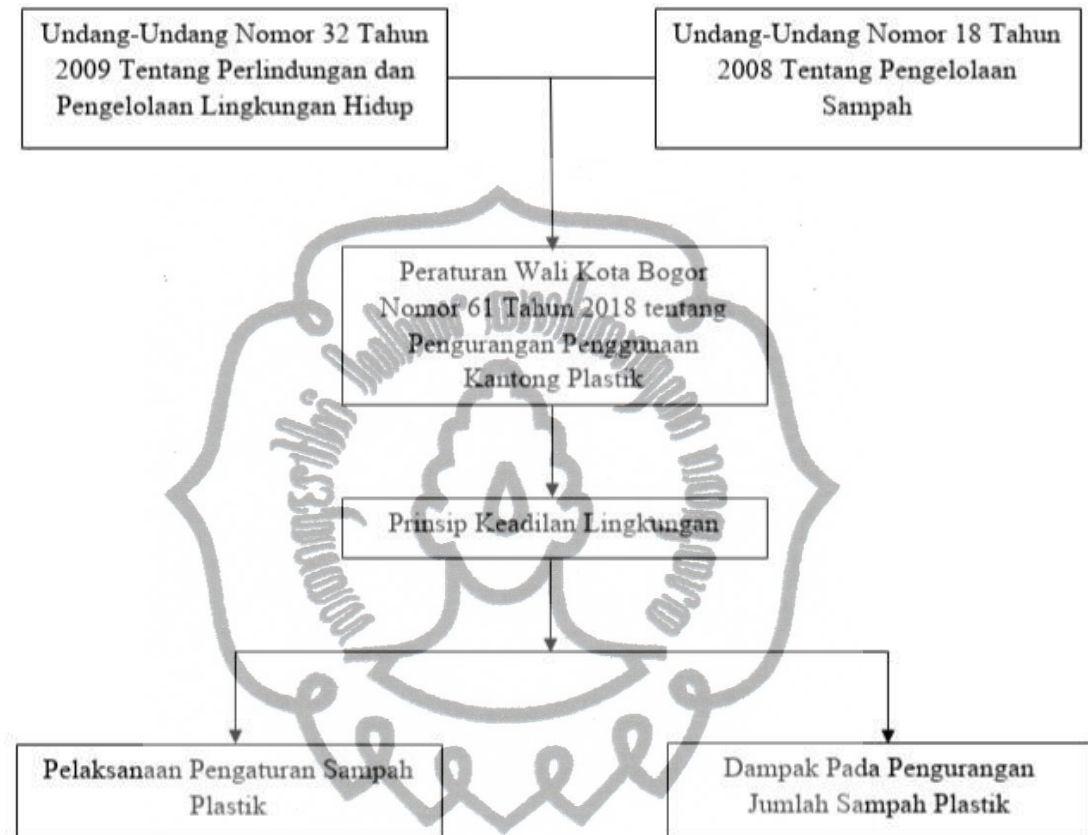 Undang-Undang Nomor 32 Tahun
2009 Tentang Perlindungan dan
Pengelolaan Lingkungan Hidup
Undang-Undang Nomor 18 Tahun
2008 Tentang Pengelolaan
Sampah
Peraturan Wali Kota Bogor
Nomor 61 Tahun 2018 tentang
Pengurangan Penggunaan
Kantong Plastik
Prinsip Keadilan Lingkungan
Pelaksanaan Pengaturan Sampah
Plastik
Dampak Pada Pengurangan
Jumlah Sampah Plastik